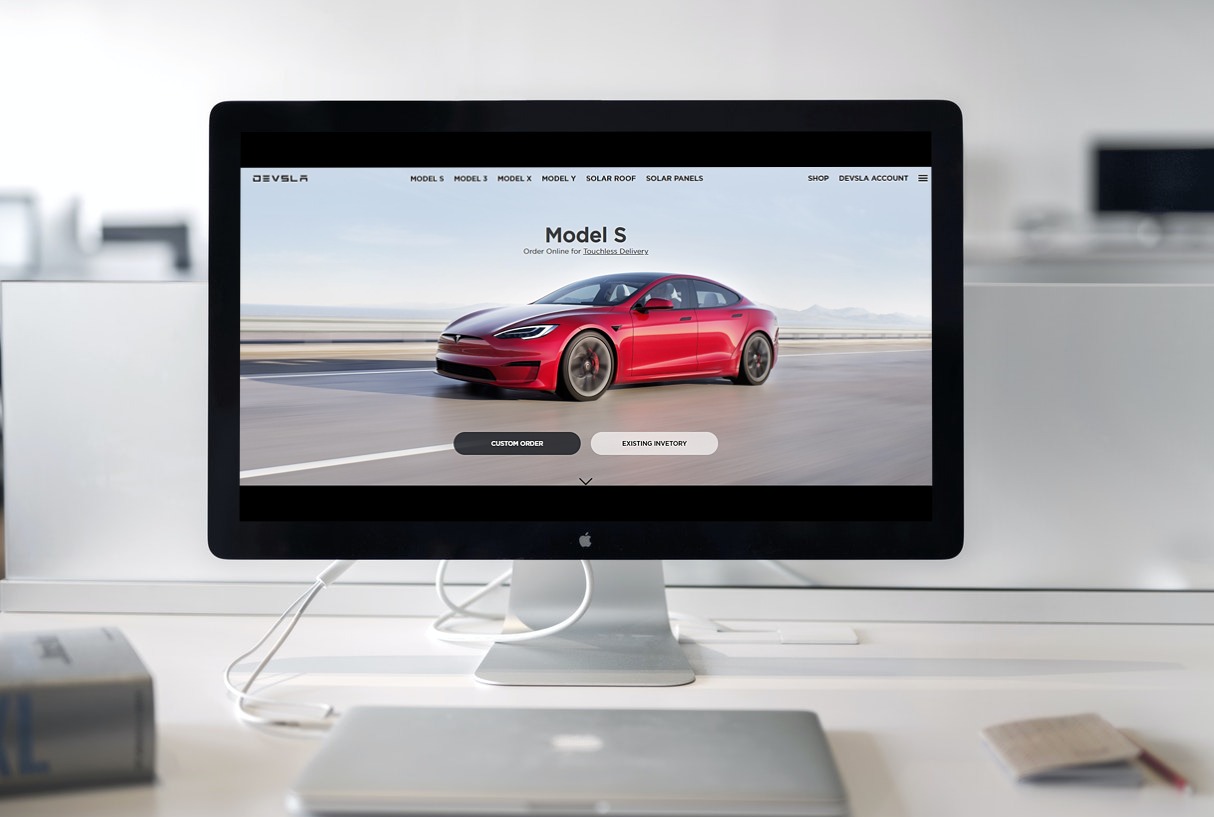 DEVSLA MODEL S MODEL 3 MODEL X MODEL Y SOLAR ROOF SOLAR PANELS SHOP DEVSLA ACCOUNT
Model S
Order Online for Touchless Delivery
CUSTOM ORDER EXISTING INVETORY
XL